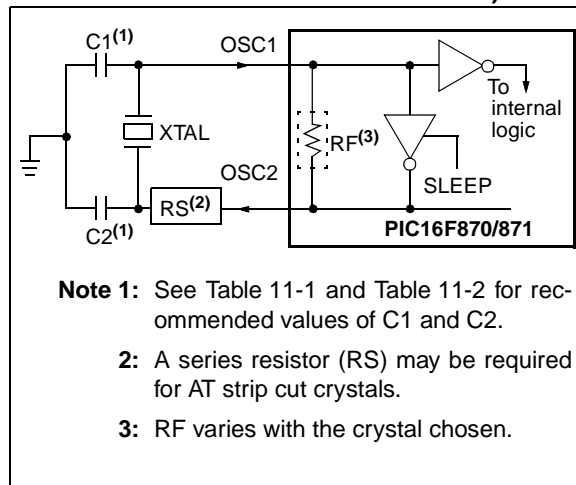 C1(1)
OSC1
To
internal
logic
XTAL
RF(3)
OSC2
SLEEP
RS(2)
C2(1)
PIC16F870/871
Note 1: See Table 11-1 and Table 11-2 for rec-
ommended values of C1 and C2.
2: A series resistor (RS) may be required
for AT strip cut crystals.
3: RF varies with the crystal chosen.